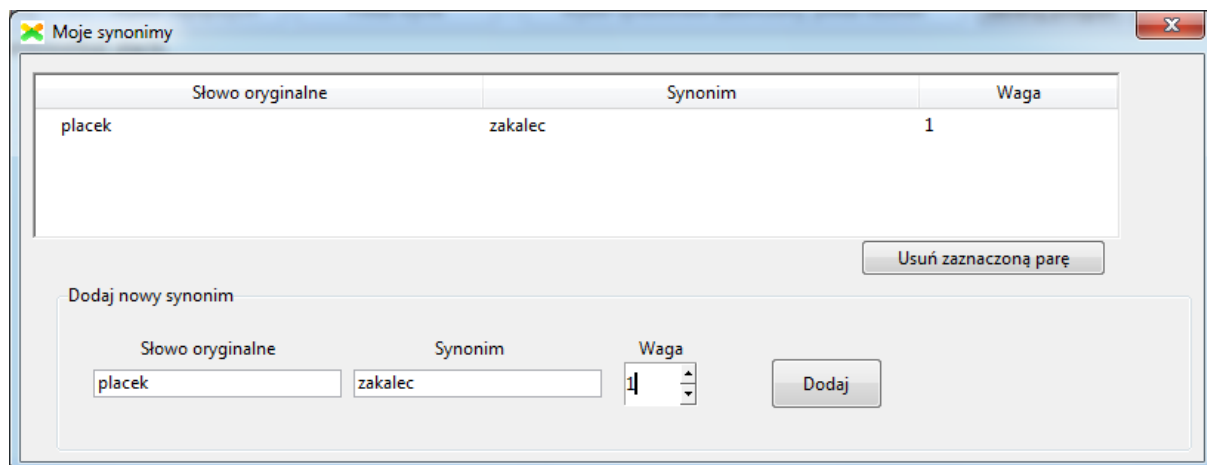 Moje synonimy
Słowo oryginalne Synonim Waga
placek zakalec 1
Usuń zaznaczoną parę
Dodaj nowy synonim
Słowo oryginalne Synonim Waga
placek zakalec 1 Dodaj